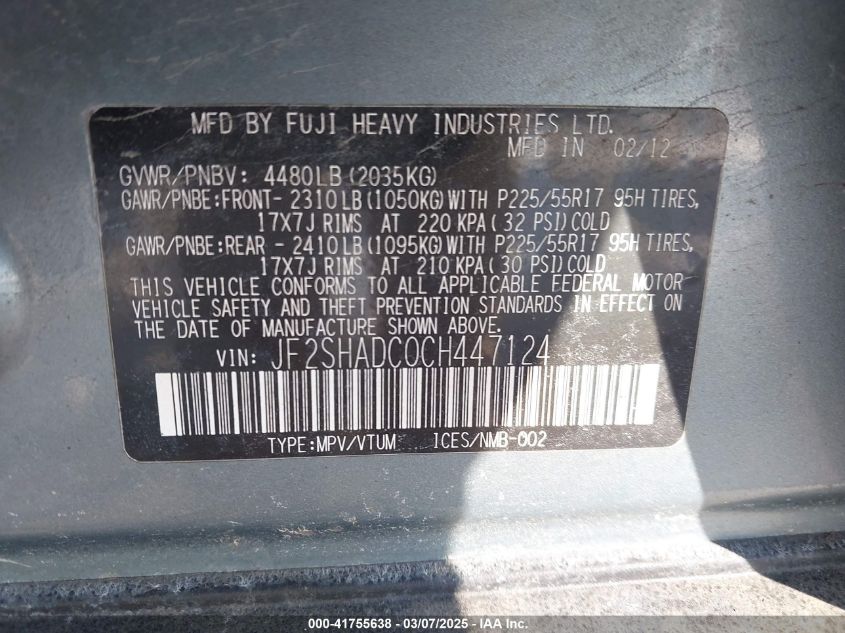 MFD BY FUJI HEAVY INDUSTRIES LTD.
MFD IN 02/12
GVWR/PNBV: 4480LB(2035KG)
GAWR/PNBE:FRONT- 2310LB(1050KG)WITH P225/55R17 95H TIRES,
17X7J RIMS AT 220 KPA(32 PSI)COLD
GAWR/PNBE:REAR - 2410LB(1095KG)WITH P225/55R17 95H TIRES,
17X7J RIMS AT 210 KPA(30 PSI)COLD
THIS VEHICLE CONFORMS TO ALL APPLICABLE FEDERAL MOTOR
VEHICLE SAFETY AND THEFT PREVENTION STANDARDS IN EFFECT ON
THE DATE OF MANUFACTURE SHOWN ABOVE.
VIN: JF2SHADC0CH447124
TYPE:MPV/VTUM ICES/NMB-002
000-41755638 - 03/07/2025 - IAA Inc.